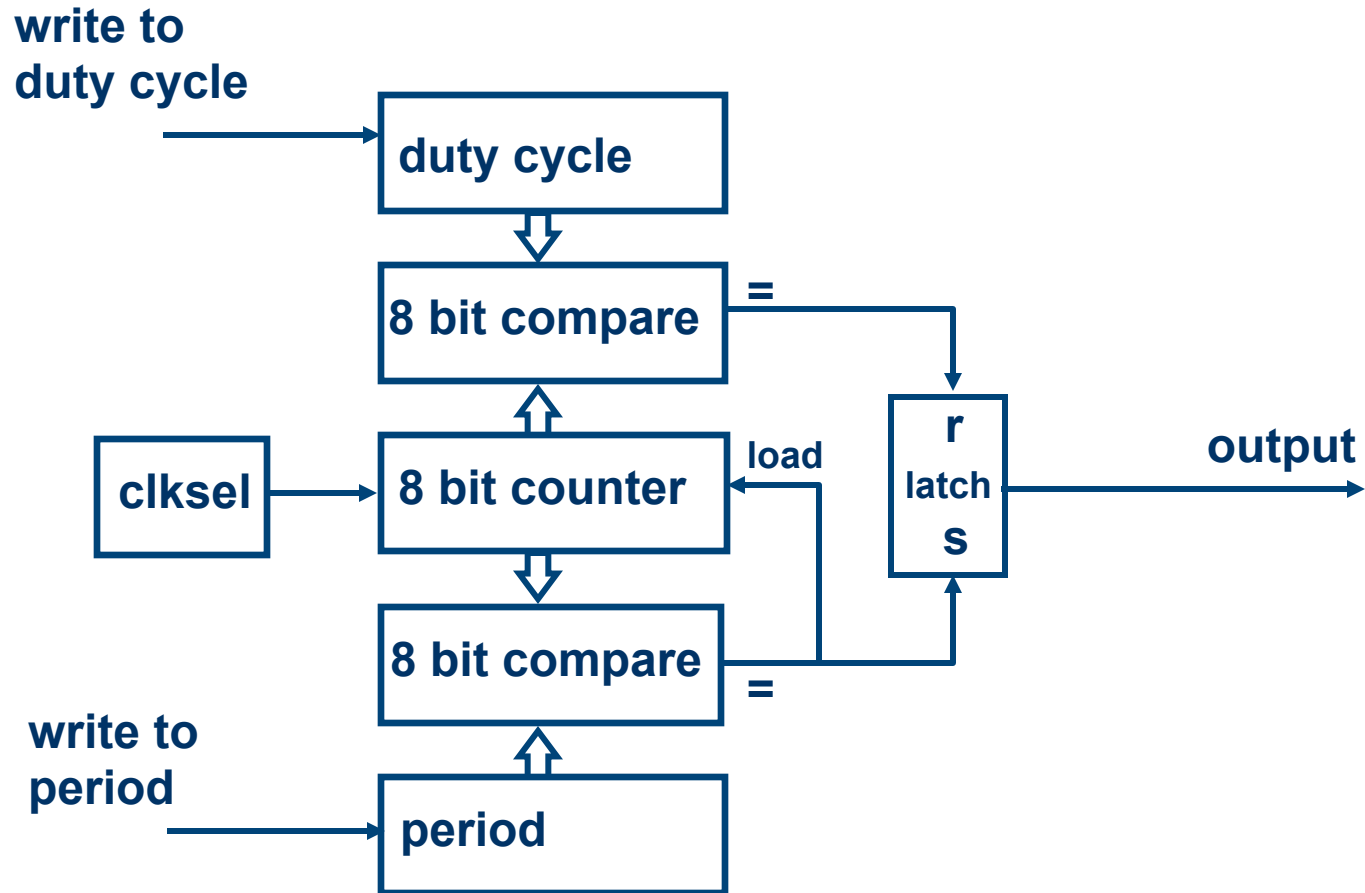 write to
duty cycle
duty cycle
8 bit compare
=
clksel
8 bit counter
load
r
latch
s
output
8 bit compare
=
write to
period
period